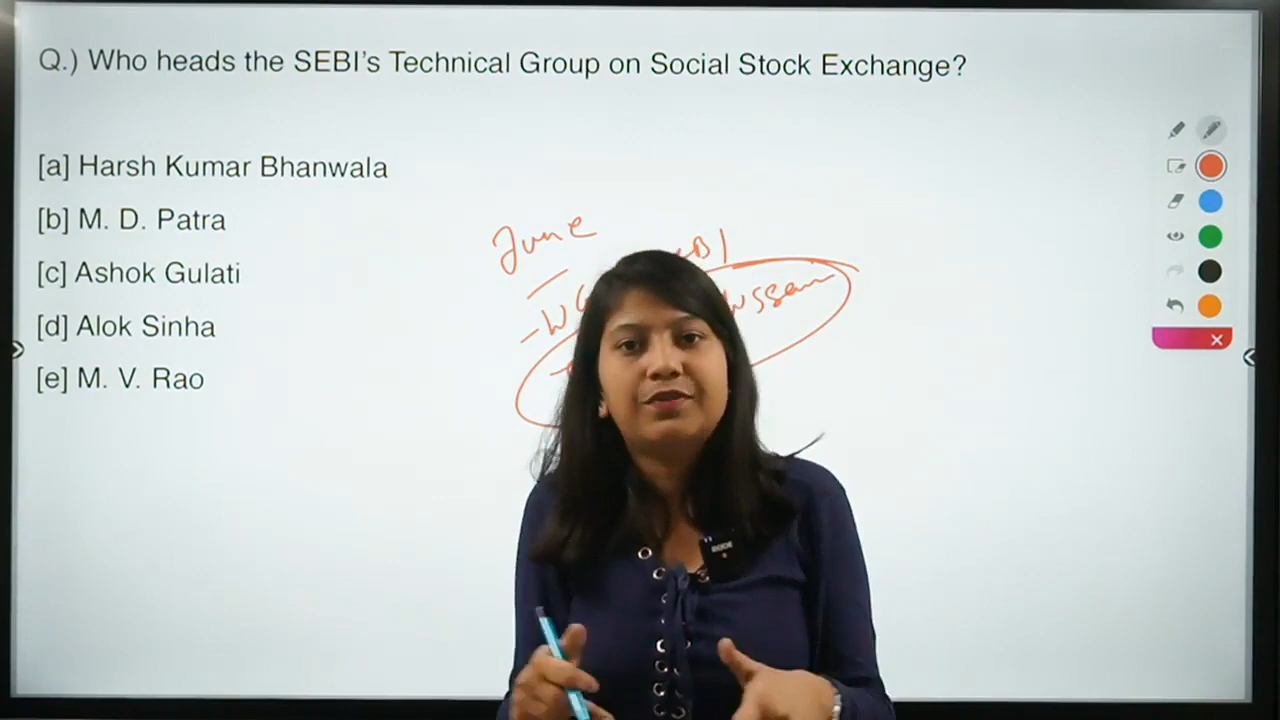 Q.) Who heads the SEBI's Technical Group on Social Stock Exchange?
[a] Harsh Kumar Bhanwala
[b] M. D. Patra
[c] Ashok Gulati
[d] Alok Sinha
[e] M. V. Rao
June
RODE